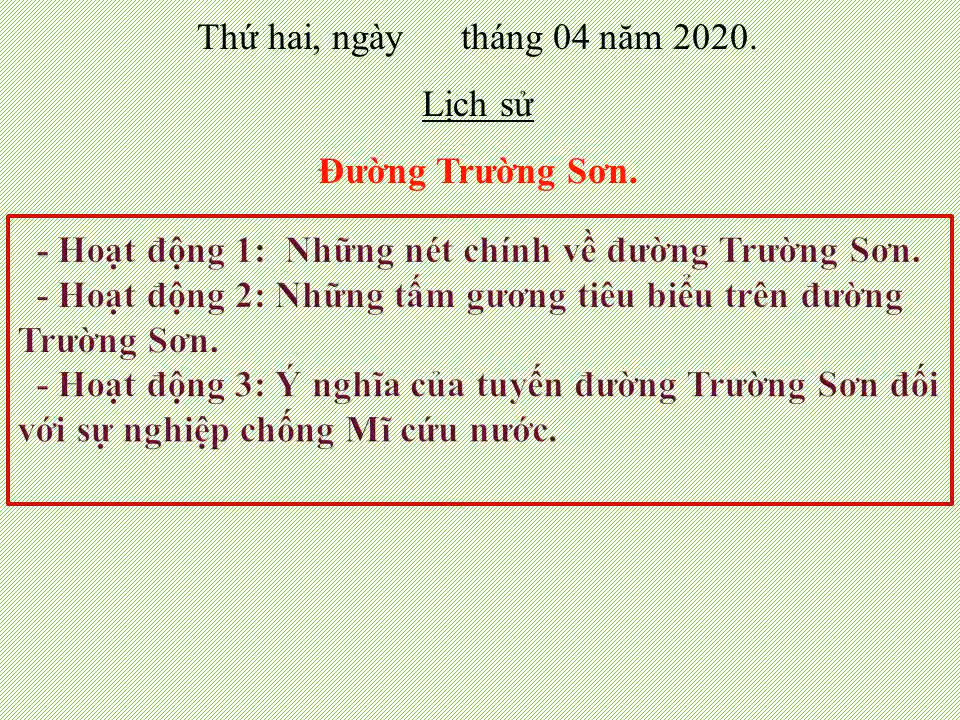 Thứ hai, ngày tháng 04 năm 2020.
Lịch sử
Đường Trường Sơn.
- Hoạt động 1: Những nét chính về đường Trường Sơn.
- Hoạt động 2: Những tấm gương tiêu biểu trên đường
Trường Sơn.
- Hoạt động 3: Ý nghĩa của tuyến đường Trường Sơn đối
với sự nghiệp chống Mĩ cứu nước.